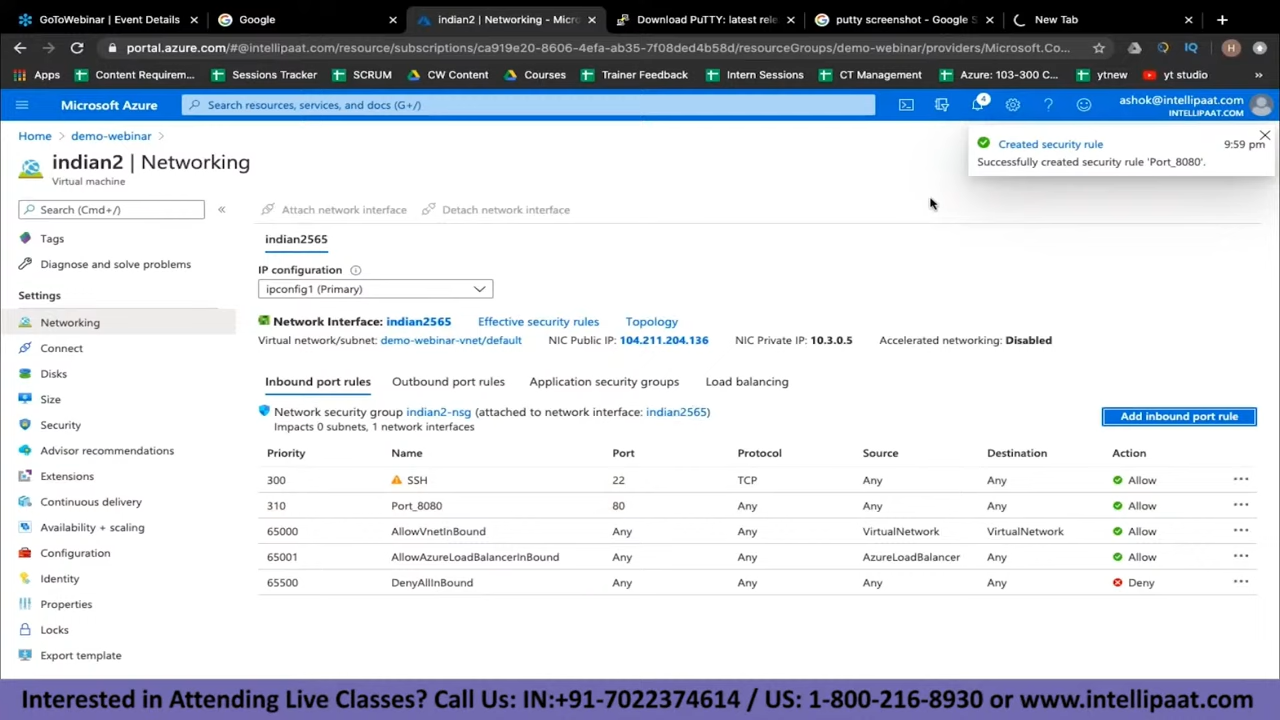 GoToWebinar | Event Details
Google
indian2 | Networking - Micro
Download PuTTY: latest rele
putty screenshot - Google S
New Tab
portal.azure.com/#@intellipaat.com/resource/subscriptions/ca919e20-8606-4efa-ab35-7f08ded4b58d/resourceGroups/demo-webinar/providers/Microsoft.Co...
IQ
H
Apps
Content Requirem...
Sessions Tracker
SCRUM
CW Content
Courses
Trainer Feedback
Intern Sessions
CT Management
Azure: 103-300 C...
ytnew
yt studio
»
Microsoft Azure
Search resources, services, and docs (G+/)
4
ashok@intellipaat.com
INTELLIPAAT.COM
Home > demo-webinar >
indian2 | Networking
Virtual machine
Created security rule 9:59 pm
Successfully created security rule 'Port_8080'.
Search (Cmd+/)
«
Attach network interface
Detach network interface
Tags
Diagnose and solve problems
Settings
Networking
Connect
Disks
Size
Security
Advisor recommendations
Extensions
Continuous delivery
Availability + scaling
Configuration
Identity
Properties
Locks
Export template
indian2565
IP configuration
ipconfig1 (Primary)
Network Interface: indian2565 Effective security rules Topology
Virtual network/subnet: demo-webinar-vnet/default NIC Public IP: 104.211.204.136 NIC Private IP: 10.3.0.5 Accelerated networking: Disabled
Inbound port rules Outbound port rules Application security groups Load balancing
Network security group indian2-nsg (attached to network interface: indian2565)
Impacts 0 subnets, 1 network interfaces
Add inbound port rule
Priority Name Port Protocol Source Destination Action
300 SSH 22 TCP Any Any Allow ...
310 Port_8080 80 Any Any Any Allow ...
65000 AllowVnetInBound Any Any VirtualNetwork VirtualNetwork Allow ...
65001 AllowAzureLoadBalancerInBound Any Any AzureLoadBalancer Any Allow ...
65500 DenyAllInBound Any Any Any Any Deny ...
Interested in Attending Live Classes? Call Us: IN:+91-7022374614 / US: 1-800-216-8930 or www.intellipaat.com